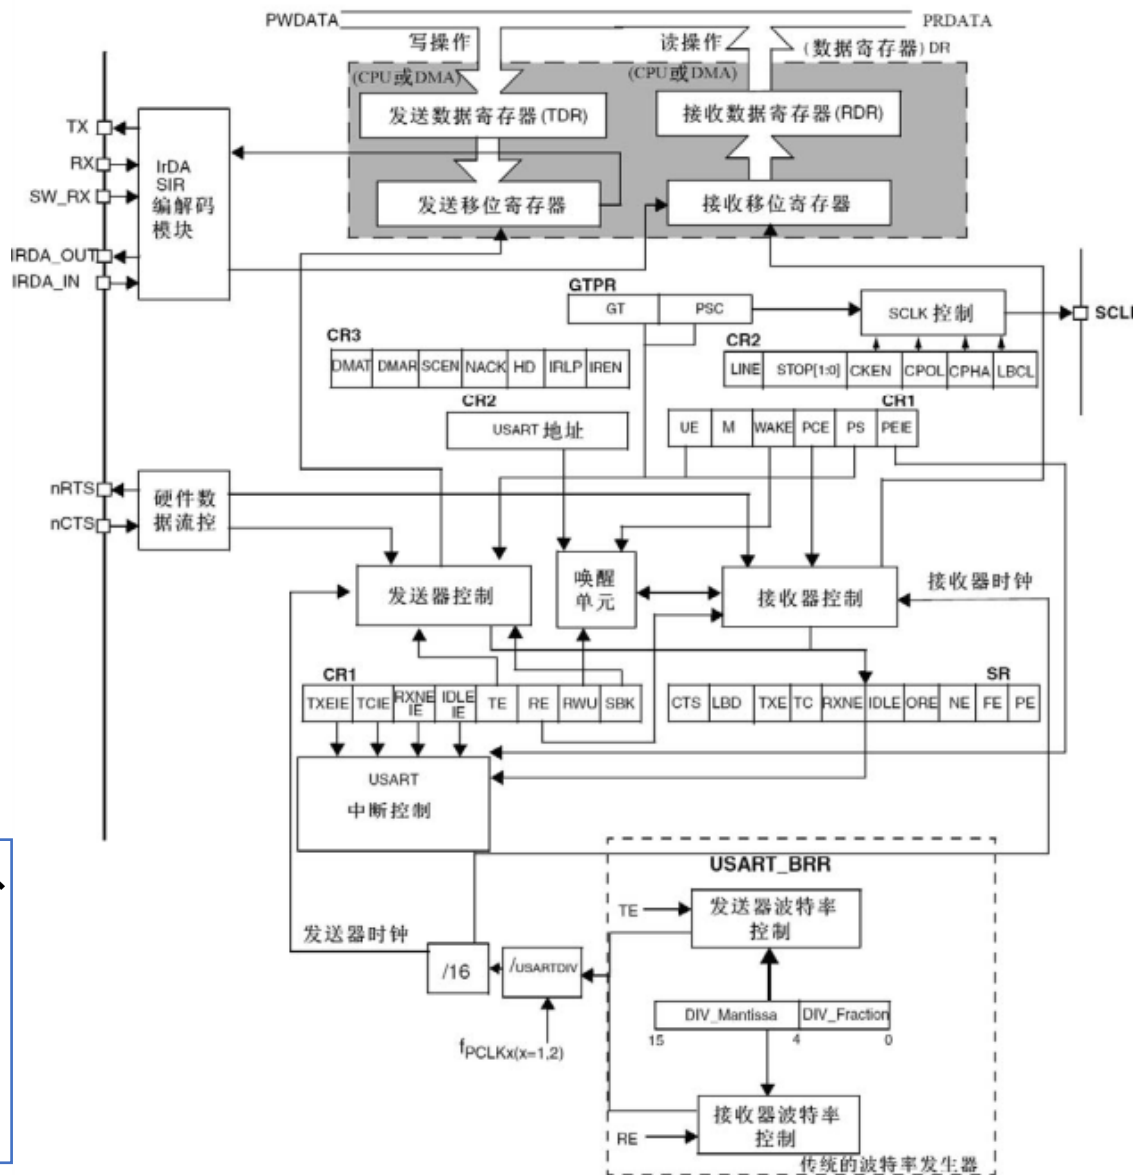 PWDATA
PRDATA
写操作
读操作
(数据寄存器) DR
(CPU或DMA)
(CPU或DMA)
发送数据寄存器(TDR)
接收数据寄存器(RDR)
TX
RX
SW_RX
IRDA_OUT
IRDA_IN
IrDA
SIR
编解码
模块
发送移位寄存器
接收移位寄存器
GTPR
GT
PSC
SCLK 控制
CR3
DMAT
DMAR
SCEN
NACK
HD
IRLP
IREN
CR2
LINE
STOP[1:0]
CKEN
CPOL
CPHA
LBCL
CR2
USART 地址
CR1
UE
M
WAKE
PCE
PS
PEIE
nRTS
nCTS
硬件数
据流控
发送器控制
唤醒
单元
接收器控制
接收器时钟
CR1
TXEIE
TCIE
RXNE
IE
IDLE
IE
TE
RE
RWU
SBK
SR
CTS
LBD
TXE
TC
RXNE
IDLE
ORE
NE
FE
PE
USART
中断控制
USART_BRR
TE
发送器波特率
控制
发送器时钟
/16
/USARTDIV
fPCLKx(x=1,2)
DIV_Mantissa
DIV_Fraction
15
4
0
接收器波特率
控制
RE
传统的波特率发生器